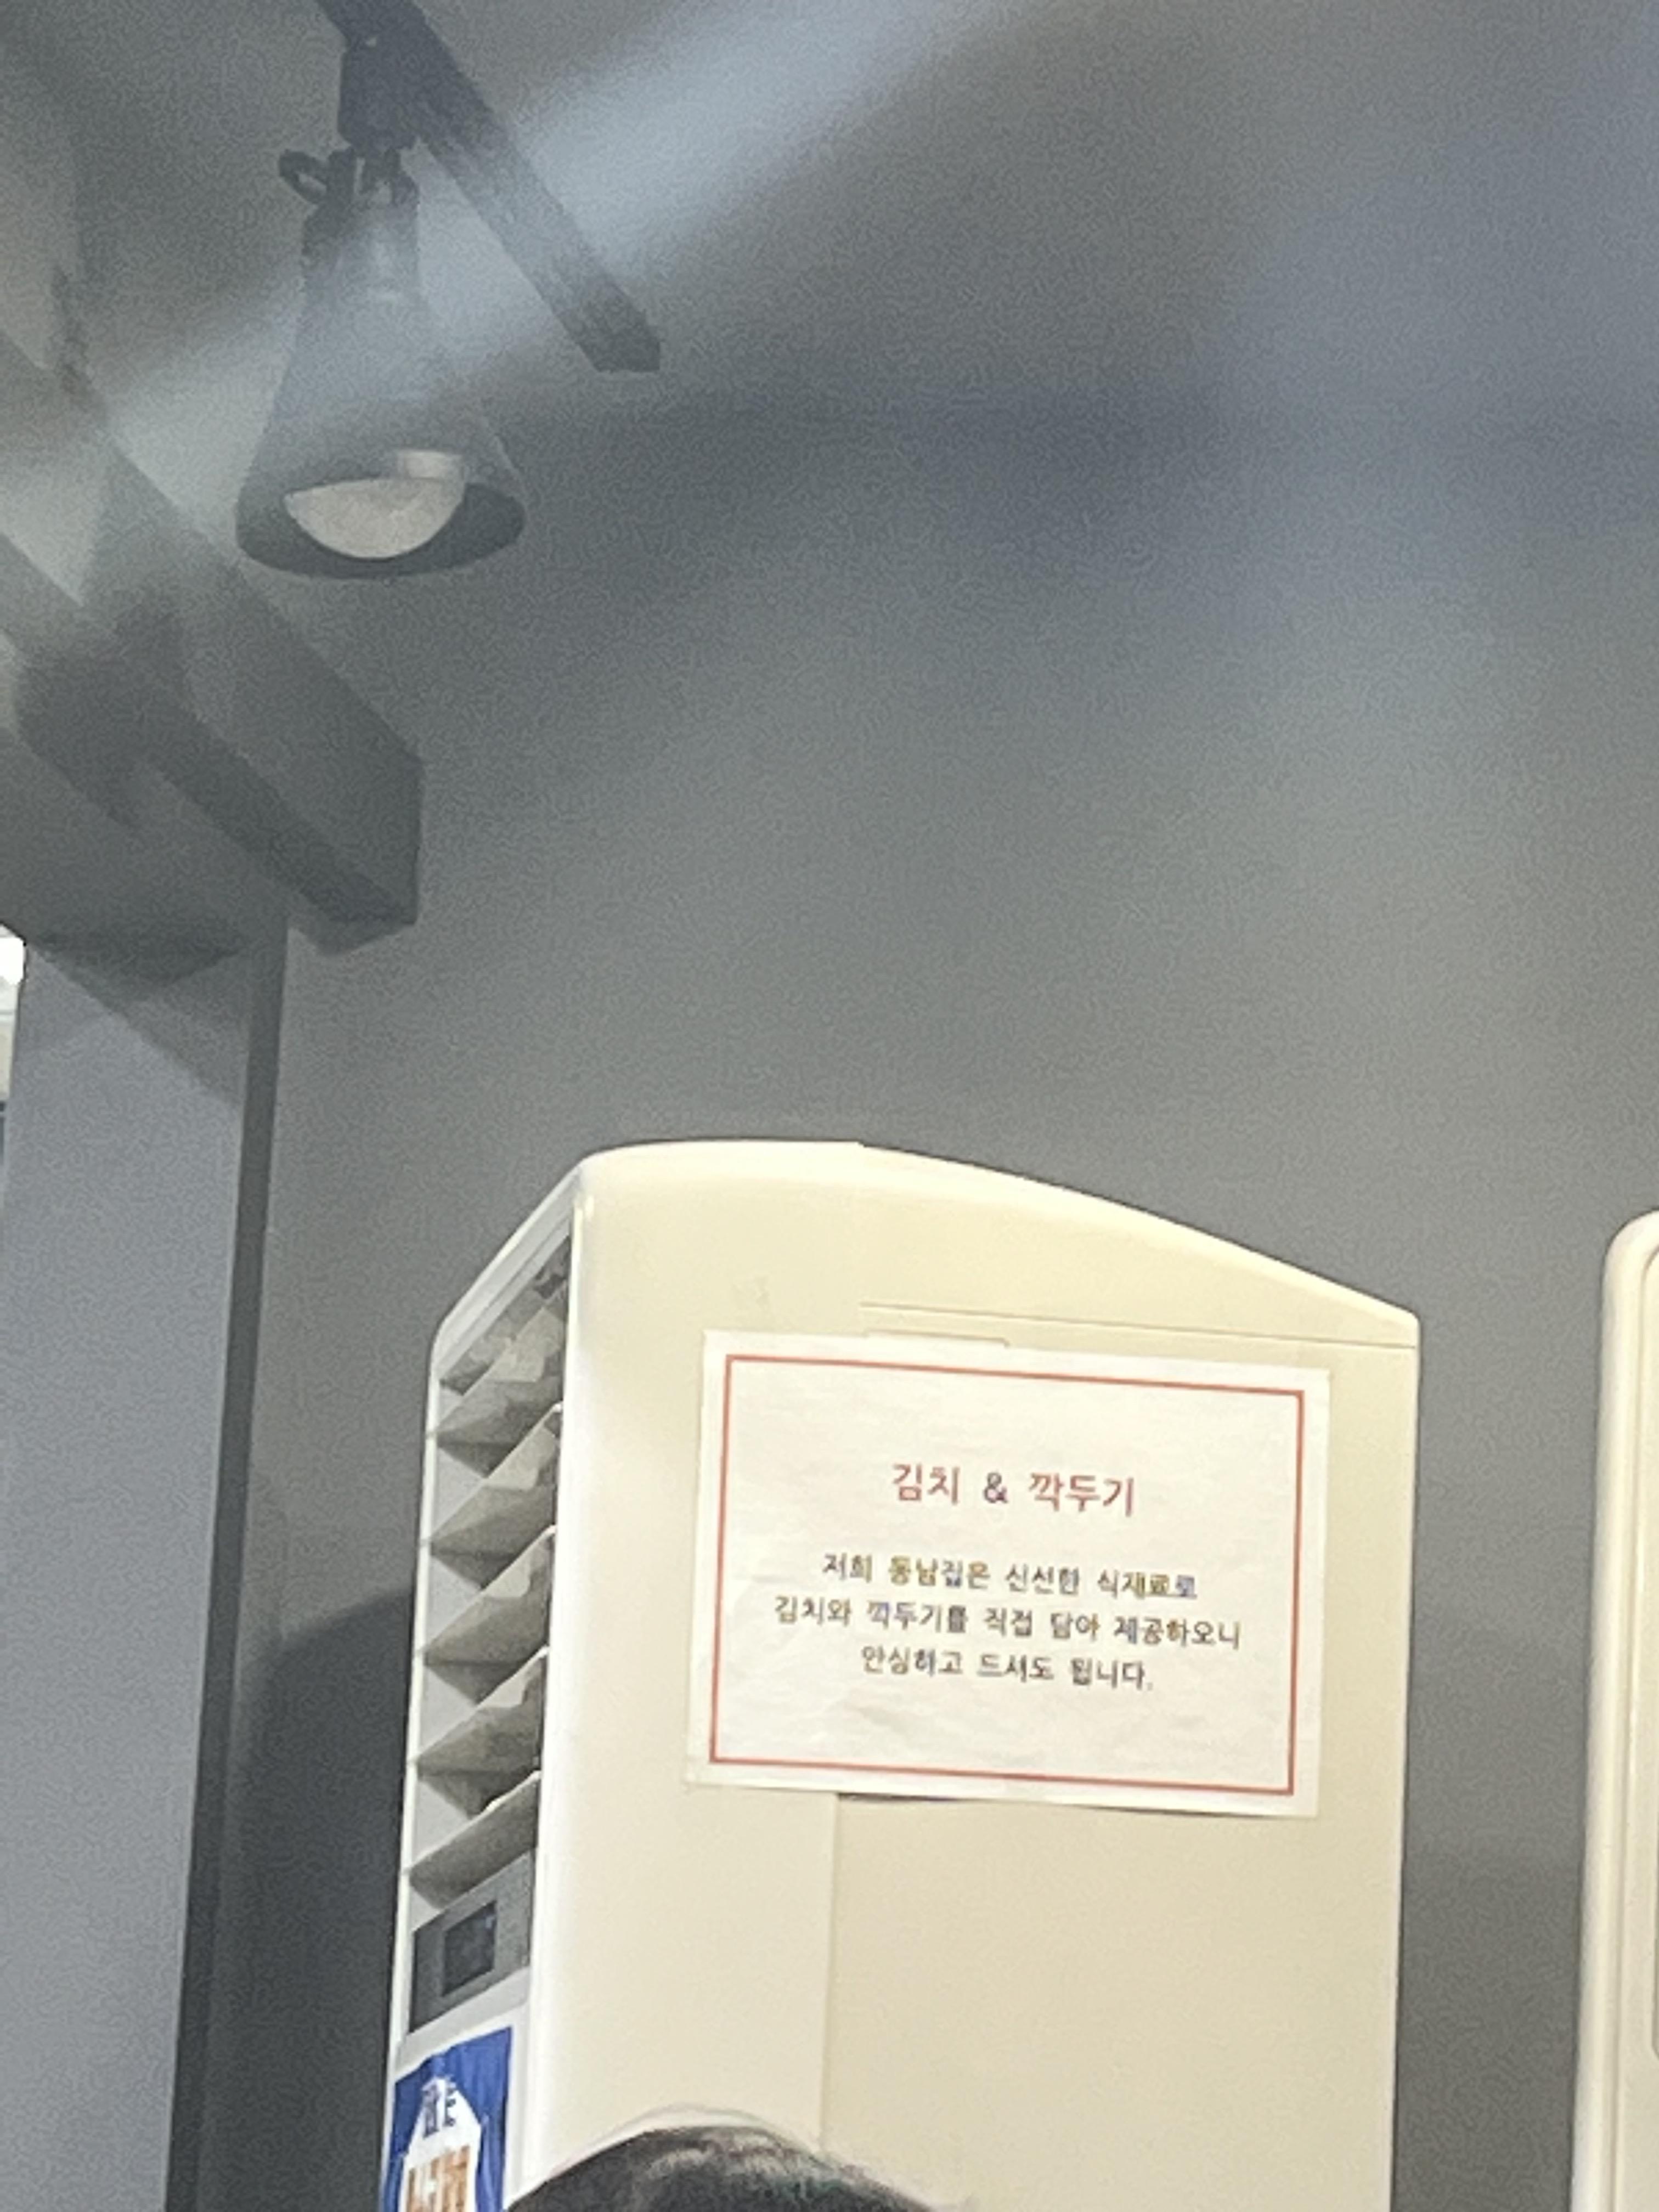 김치 & 깍두기
저희 동남집은 신선한 식재료로
김치와 깍두기를 직접 담아 제공하오니
안심하고 드셔도 됩니다.